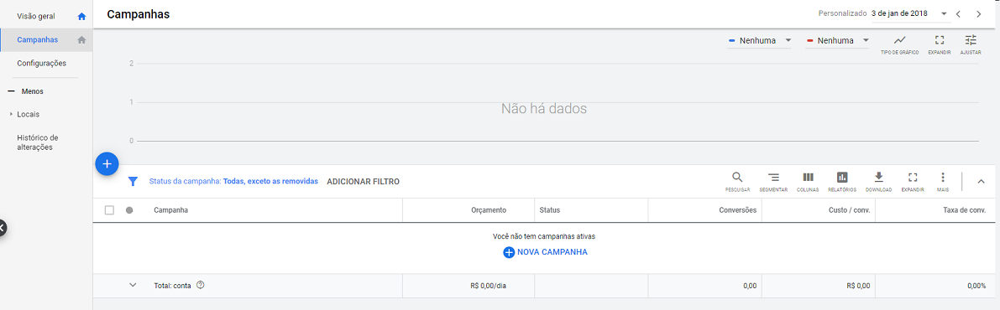 Visão geral
Campanhas
Configurações
Menos
Locais
Histórico de
alterações
Campanhas
Personalizado 3 de jan de 2018
Nenhuma
Nenhuma
TIPO DE GRÁFICO
EXPANDIR
AJUSTAR
2
1
0
Não há dados
Status da campanha: Todas, exceto as removidas ADICIONAR FILTRO
PESQUISAR
SEGMENTAR
COLUNAS
RELATÓRIOS
DOWNLOAD
EXPANDIR
MAIS
Campanha Orçamento Status Conversões Custo / conv. Taxa de conv.
Você não tem campanhas ativas
NOVA CAMPANHA
Total: conta R$ 0,00/dia 0,00 R$ 0,00 0,00%